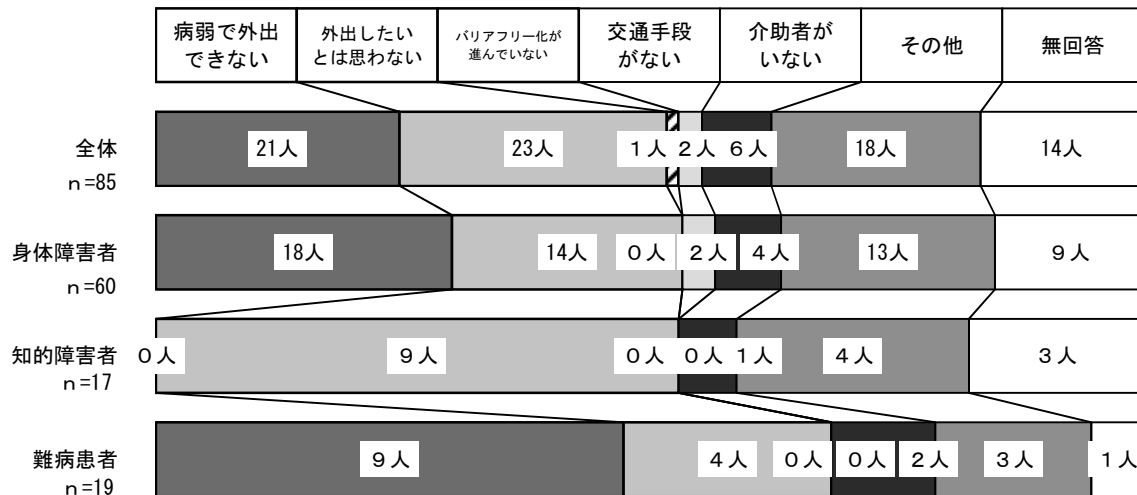 病弱で外出
できない
外出したい
とは思わない
バリアフリー化が
進んでいない
交通手段
がない
介助者が
いない
その他
無回答
全体
n=85
21人
23人
1人
2人
6人
18人
14人
身体障害者
n=60
18人
14人
0人
2人
4人
13人
9人
知的障害者
n=17
0人
9人
0人
0人
1人
4人
3人
難病患者
n=19
9人
4人
0人
0人
2人
3人
1人